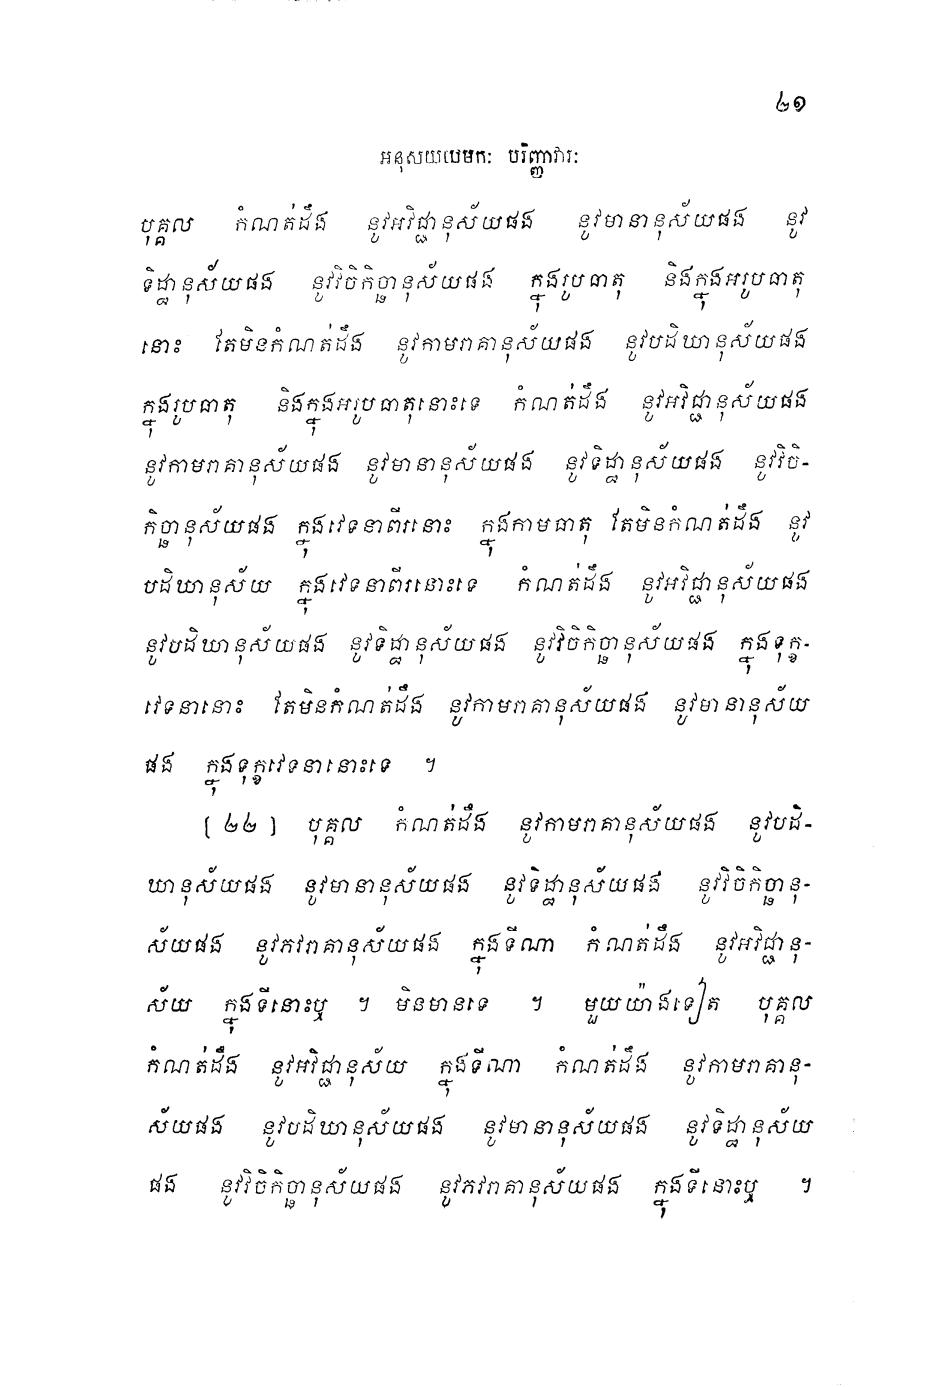 ៤១
អនុសយយមកៈ បរិញ្ញាវារៈ
បុគ្គល កំណត់ដឹង នូវអវិជ្ជានុស័យផង នូវមានានុស័យផង នូវ
ទិដ្ឋានុស័យផង នូវវិចិកិច្ឆានុស័យផង ក្នុងរូបធាតុ និងក្នុងអរូបធាតុ
នោះ តែមិនកំណត់ដឹង នូវកាមរាគានុស័យផង នូវបដិឃានុស័យផង
ក្នុងរូបធាតុ និងក្នុងអរូបធាតុនោះទេ កំណត់ដឹង នូវអវិជ្ជានុស័យផង
នូវកាមរាគានុស័យផង នូវមានានុស័យផង នូវទិដ្ឋានុស័យផង នូវវិចិ-
កិច្ឆានុស័យផង ក្នុងវេទនាពីរនោះ ក្នុងកាមធាតុ តែមិនកំណត់ដឹង នូវ
បដិឃានុស័យ ក្នុងវេទនាពីរនោះទេ កំណត់ដឹង នូវអវិជ្ជានុស័យផង
នូវបដិឃានុស័យផង នូវទិដ្ឋានុស័យផង នូវវិចិកិច្ឆានុស័យផង ក្នុងទុក្ខ-
វេទនានោះ តែមិនកំណត់ដឹង នូវកាមរាគានុស័យផង នូវមានានុស័យ
ផង ក្នុងទុក្ខវេទនានោះទេ ។
[ ៤៤ ] បុគ្គល កំណត់ដឹង នូវកាមរាគានុស័យផង នូវបដិ-
ឃានុស័យផង នូវមានានុស័យផង នូវទិដ្ឋានុស័យផង នូវវិចិកិច្ឆានុ-
ស័យផង នូវភវរាគានុស័យផង ក្នុងទីណា កំណត់ដឹង នូវអវិជ្ជានុ-
ស័យ ក្នុងទីនោះឬ ។ មិនមានទេ ។ មួយយ៉ាងទៀត បុគ្គល
កំណត់ដឹង នូវអវិជ្ជានុស័យ ក្នុងទីណា កំណត់ដឹង នូវកាមរាគានុ-
ស័យផង នូវបដិឃានុស័យផង នូវមានានុស័យផង នូវទិដ្ឋានុស័យ
ផង នូវវិចិកិច្ឆានុស័យផង នូវភវរាគានុស័យផង ក្នុងទីនោះឬ ។